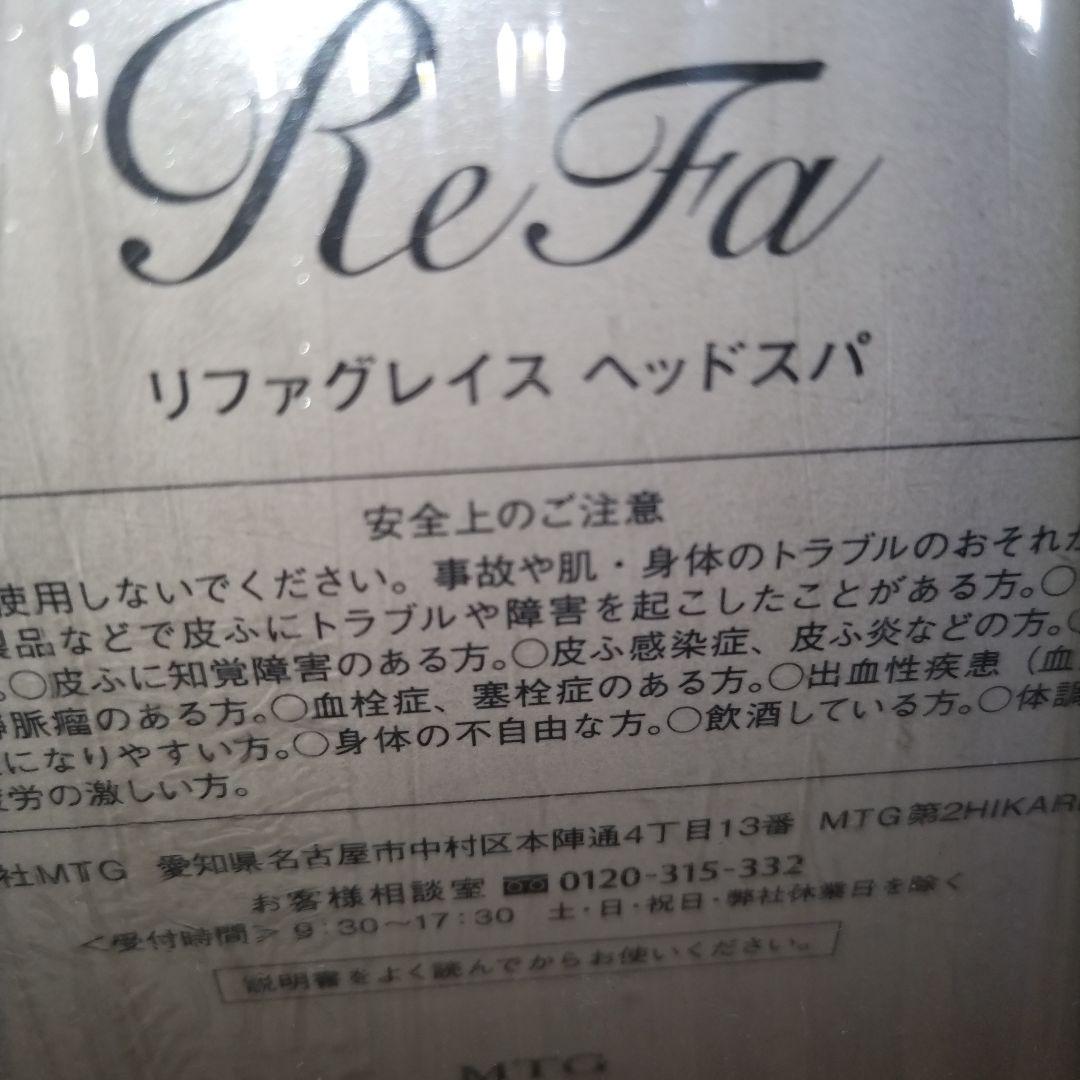 ReFa
リファグレイス ヘッドスパ
安全上のご注意
使用しないでください。事故や肌・身体のトラブルのおそれが
製品などで皮ふにトラブルや障害を起こしたことがある方。○
。○皮ふに知覚障害のある方。○皮ふ感染症、皮ふ炎などの方。○
静脈瘤のある方。○血栓症、塞栓症のある方。○出血性疾患（血
になりやすい方。○身体の不自由な方。○飲酒している方。○体調
疲労の激しい方。
社MTG 愛知県名古屋市中村区本陣通4丁目13番 MTG第2HIKARI
お客様相談室 0120-315-332
＜受付時間＞ 9:30～17:30 土・日・祝日・弊社休業日を除く
説明書をよく読んでからお使いください。
MTG